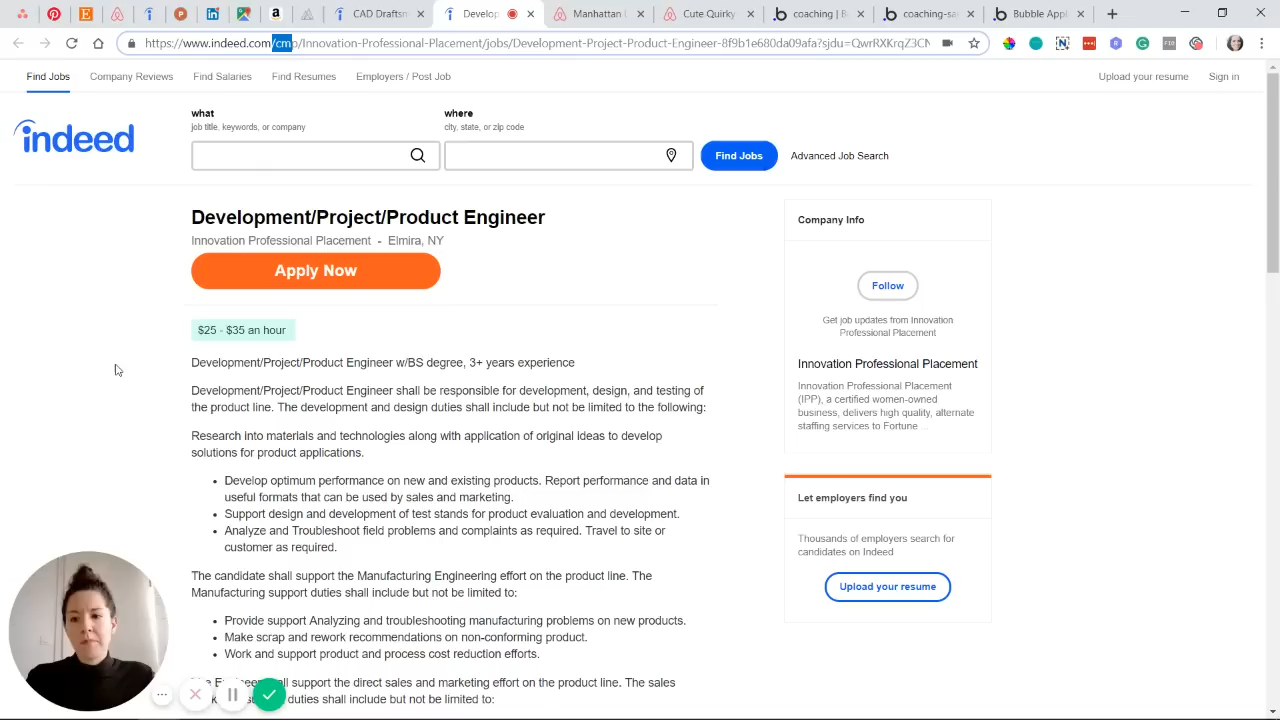 CAD Draftsm
Develop
Manhattan L
Cute Quirky
coaching | Be
coaching-sa
Bubble Appl
https://www.indeed.com/cmp/Innovation-Professional-Placement/jobs/Development-Project-Product-Engineer-8f9b1e680da09afa?sjdu=QwrRXKrqZ3CN
Find Jobs Company Reviews Find Salaries Find Resumes Employers / Post Job Upload your resume Sign in
indeed
what
job title, keywords, or company
where
city, state, or zip code
Find Jobs
Advanced Job Search
Development/Project/Product Engineer
Innovation Professional Placement - Elmira, NY
Apply Now
$25 - $35 an hour
Development/Project/Product Engineer w/BS degree, 3+ years experience
Development/Project/Product Engineer shall be responsible for development, design, and testing of
the product line. The development and design duties shall include but not be limited to the following:
Research into materials and technologies along with application of original ideas to develop
solutions for product applications.
• Develop optimum performance on new and existing products. Report performance and data in
useful formats that can be used by sales and marketing.
• Support design and development of test stands for product evaluation and development.
• Analyze and Troubleshoot field problems and complaints as required. Travel to site or
customer as required.
The candidate shall support the Manufacturing Engineering effort on the product line. The
Manufacturing support duties shall include but not be limited to:
• Provide support Analyzing and troubleshooting manufacturing problems on new products.
• Make scrap and rework recommendations on non-conforming product.
• Work and support product and process cost reduction efforts.
support the direct sales and marketing effort on the product line. The sales
duties shall include but not be limited to:
Company Info
Follow
Get job updates from Innovation
Professional Placement
Innovation Professional Placement
Innovation Professional Placement
(IPP), a certified women-owned
business, delivers high quality, alternate
staffing services to Fortune ...
Let employers find you
Thousands of employers search for
candidates on Indeed
Upload your resume